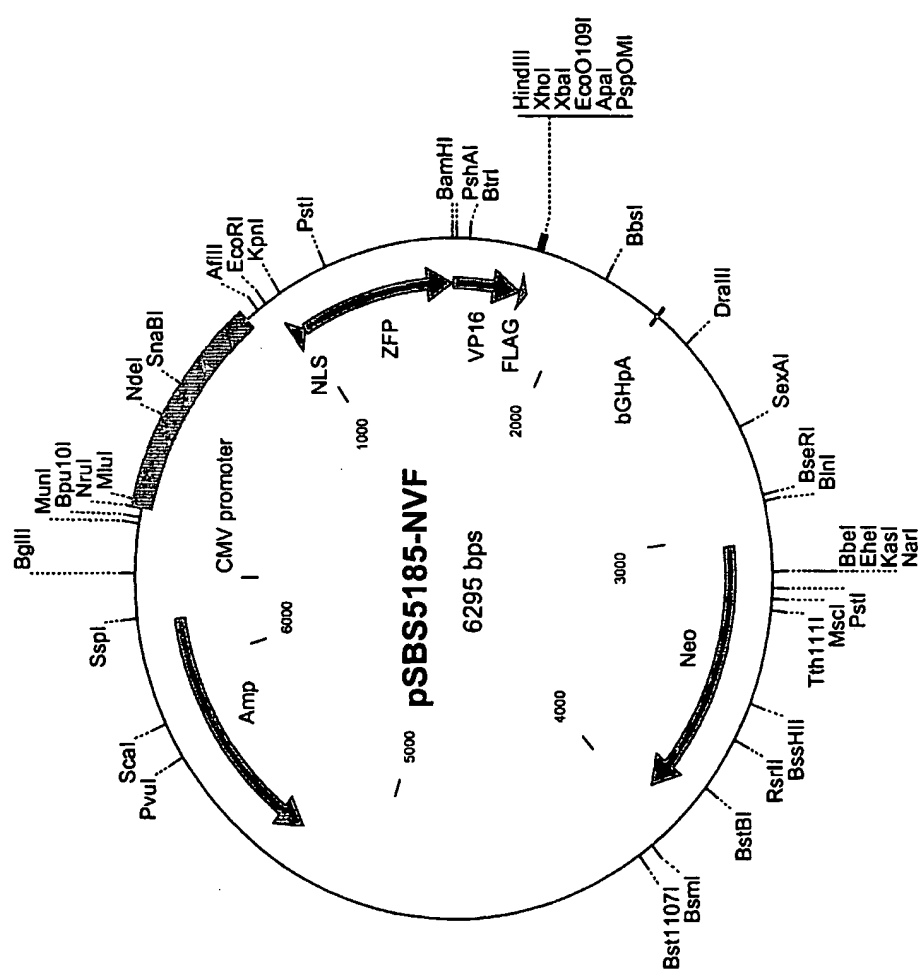 BglII
MunI
Bpu10I
NruI
MluI
NdeI
SnaBI
AflII
EcoRI
KpnI
PstI
BamHI
PshAI
BtrI
HindIII
XhoI
XbaI
EcoO109I
ApaI
PspOMI
BbsI
DraIII
SexAI
BseRI
BlnI
BbeI
EheI
KasI
NarI
PstI
MscI
Tth111I
BssHII
RsrII
BstBI
BsmI
Bst1107I
PvuI
ScaI
SspI
CMV promoter
NLS
ZFP
VP16
FLAG
bGHpA
Neo
Amp
1000
2000
3000
4000
5000
6000
pSBS5185-NVF
6295 bps